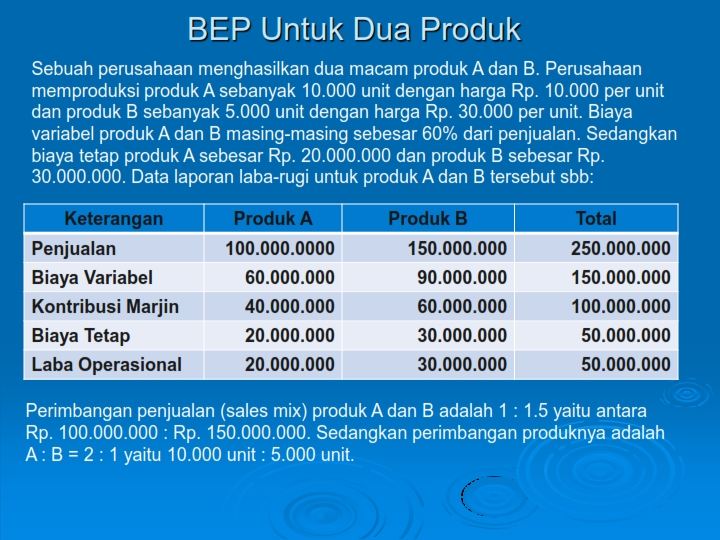 BEP Untuk Dua Produk
Sebuah perusahaan menghasilkan dua macam produk A dan B. Perusahaan
memproduksi produk A sebanyak 10.000 unit dengan harga Rp. 10.000 per unit
dan produk B sebanyak 5.000 unit dengan harga Rp. 30.000 per unit. Biaya
variabel produk A dan B masing-masing sebesar 60% dari penjualan. Sedangkan
biaya tetap produk A sebesar Rp. 20.000.000 dan produk B sebesar Rp.
30.000.000. Data laporan laba-rugi untuk produk A dan B tersebut sbb:
Keterangan Produk A Produk B Total
Penjualan 100.000.0000 150.000.000 250.000.000
Biaya Variabel 60.000.000 90.000.000 150.000.000
Kontribusi Marjin 40.000.000 60.000.000 100.000.000
Biaya Tetap 20.000.000 30.000.000 50.000.000
Laba Operasional 20.000.000 30.000.000 50.000.000
Perimbangan penjualan (sales mix) produk A dan B adalah 1 : 1.5 yaitu antara
Rp. 100.000.000 : Rp. 150.000.000. Sedangkan perimbangan produknya adalah
A : B = 2 : 1 yaitu 10.000 unit : 5.000 unit.